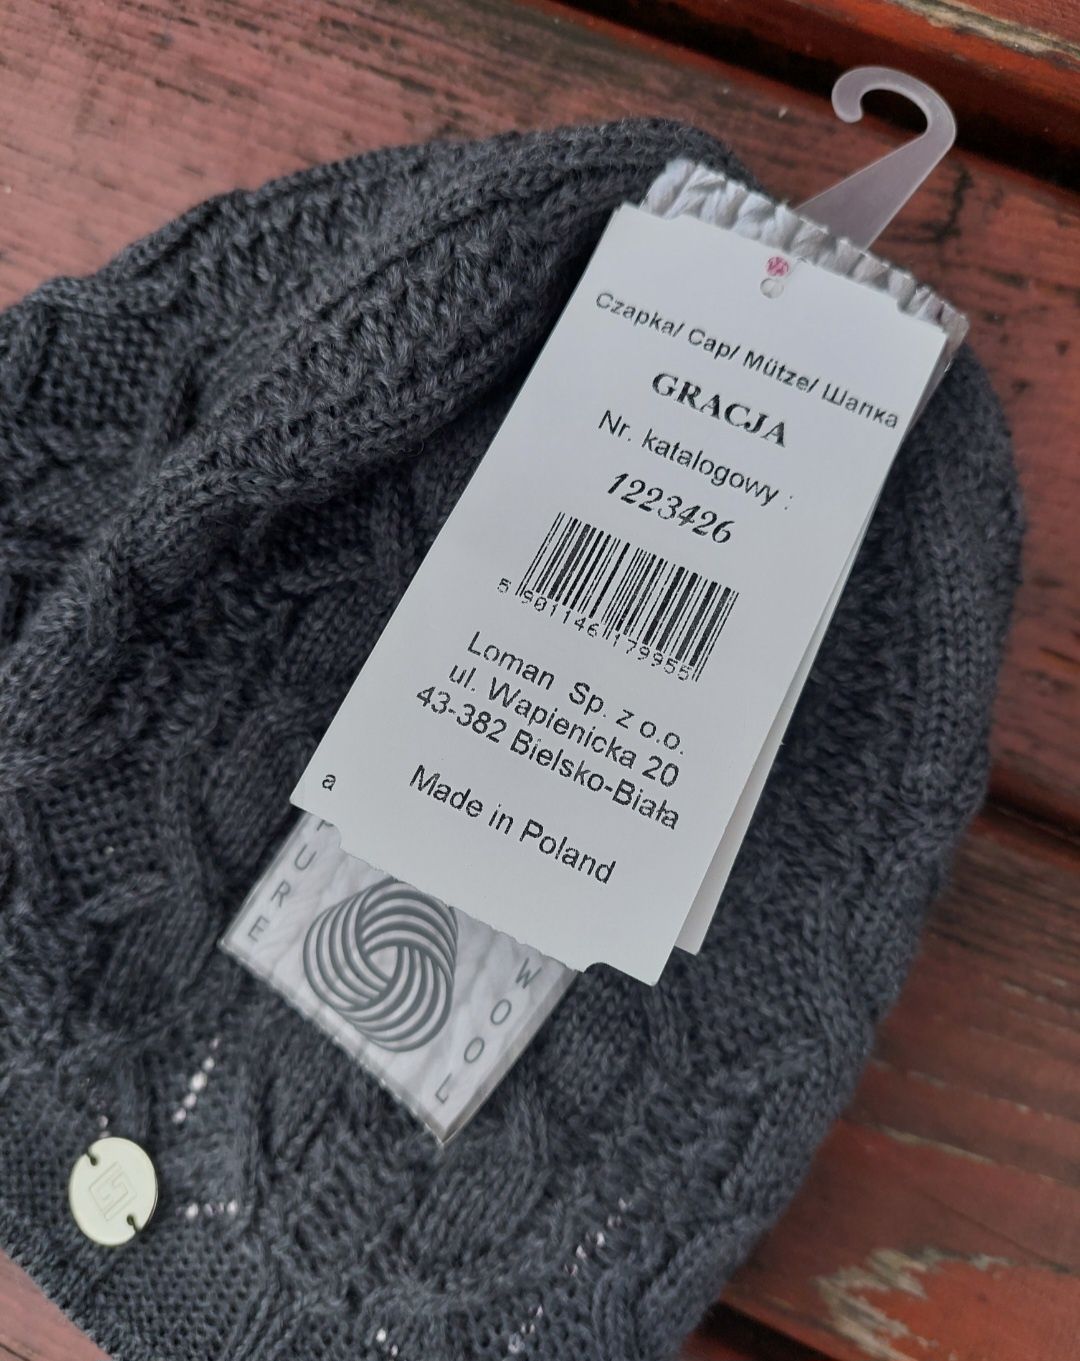 Czapka/ Cap/ Mütze/ Шапка
GRACJA
Nr. katalogowy :
1223426
5 901146 179955
Loman Sp. z o.o.
ul. Wapienicka 20
43-382 Bielsko-Biała
Made in Poland
a
PURE
WOOL